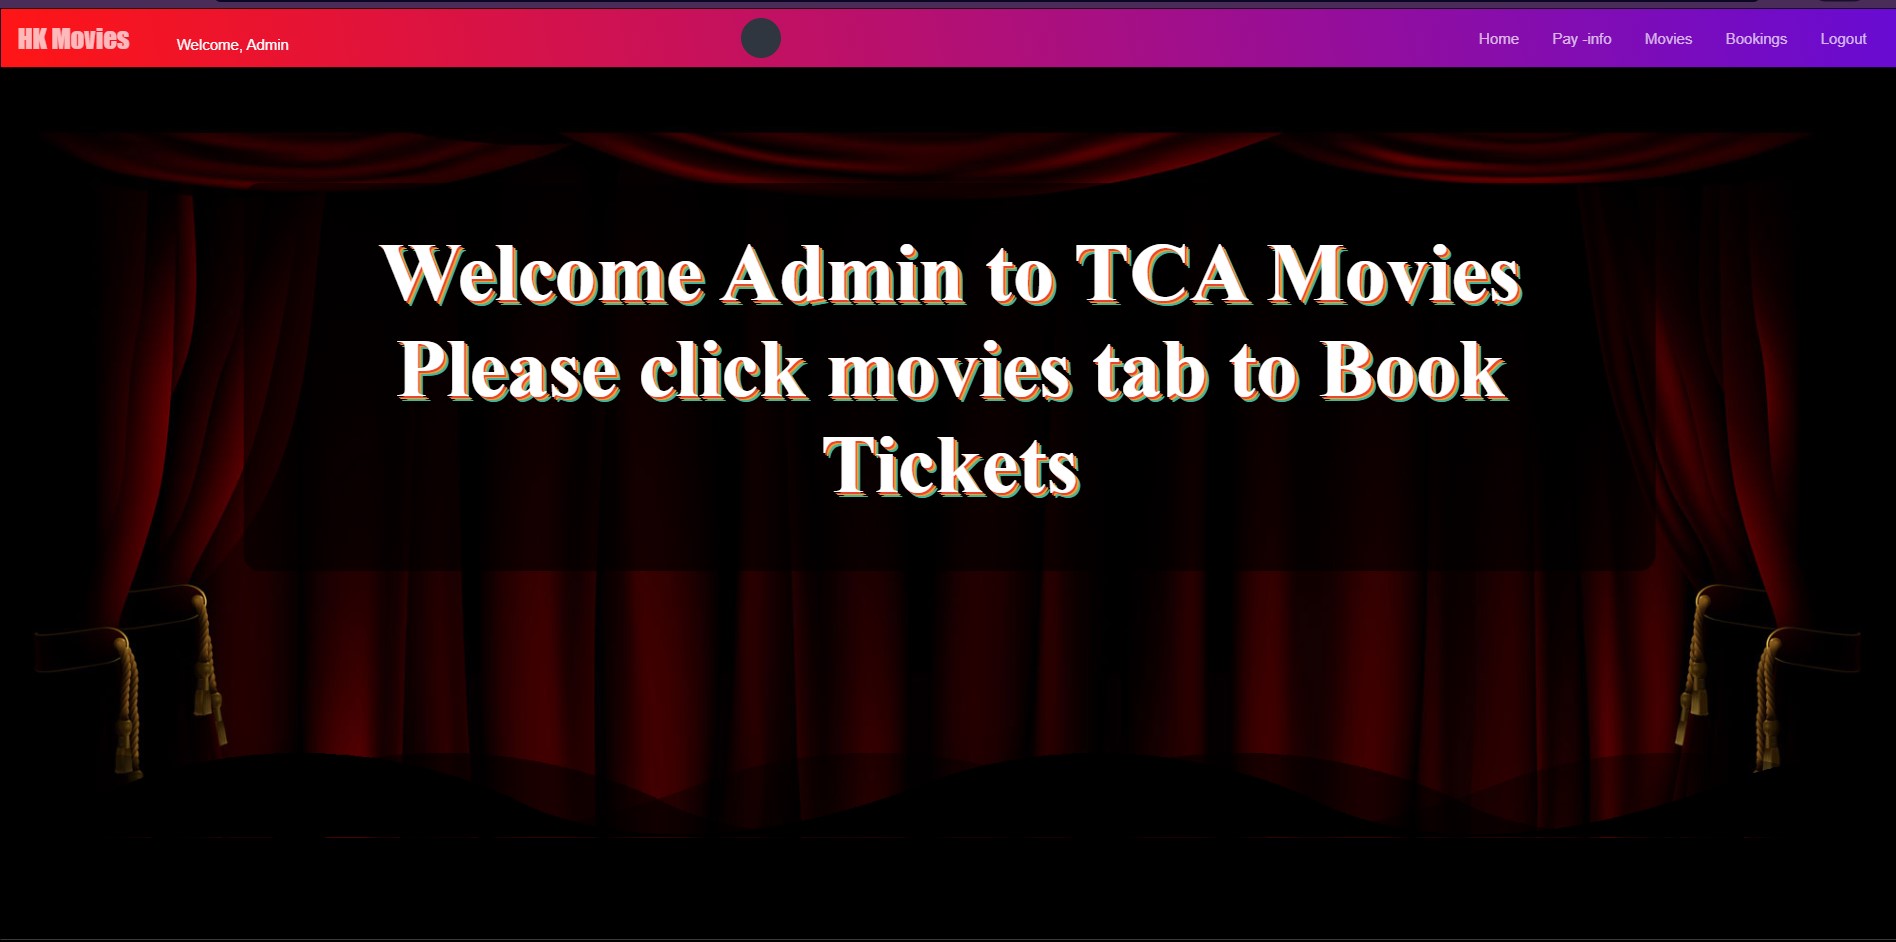 HK Movies
Welcome, Admin
Home
Pay -info
Movies
Bookings
Logout
Welcome Admin to TCA Movies
Please click movies tab to Book
Tickets